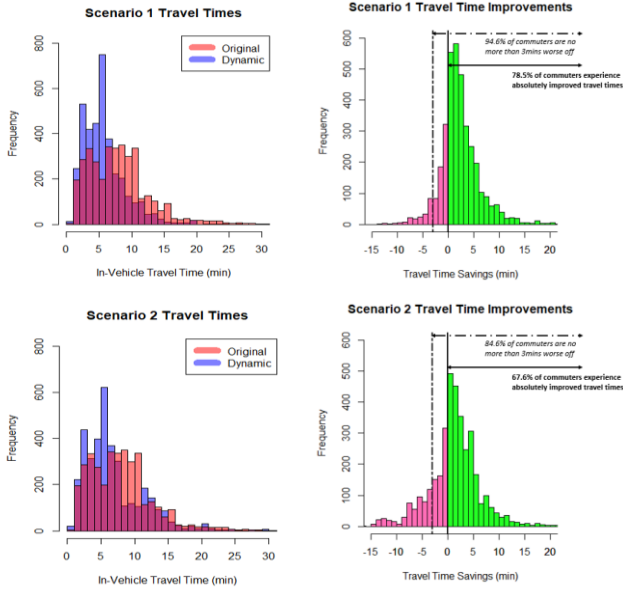 Scenario 1 Travel Times
Original
Dynamic
Frequency
0
200
400
600
800
0 5 10 15 20 25 30
In-Vehicle Travel Time (min)
Scenario 1 Travel Time Improvements
94.6% of commuters are no
more than 3mins worse off
78.5% of commuters experience
absolutely improved travel times
Frequency
0 100 200 300 400 500 600
-15 -10 -5 0 5 10 15 20
Travel Time Savings (min)
Scenario 2 Travel Times
Original
Dynamic
Frequency
0 200 400 600 800
0 5 10 15 20 25 30
In-Vehicle Travel Time (min)
Scenario 2 Travel Time Improvements
84.6% of commuters are no
more than 3mins worse off
67.6% of commuters experience
absolutely improved travel times
Frequency
0 100 200 300 400 500 600
-15 -10 -5 0 5 10 15 20
Travel Time Savings (min)